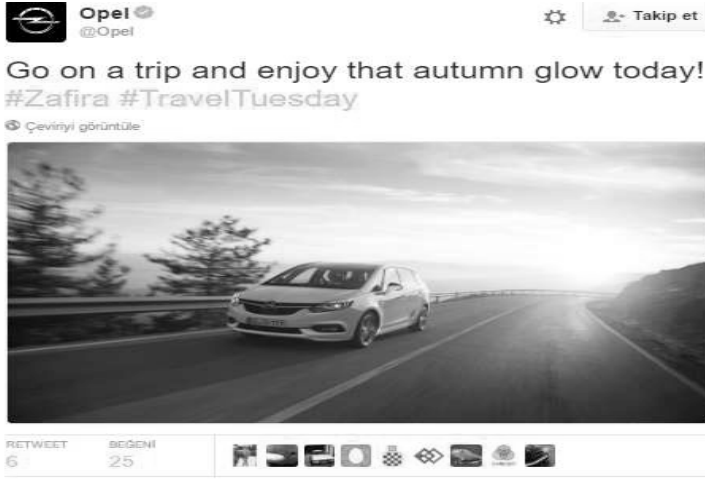 Opel
@Opel
Takip et
Go on a trip and enjoy that autumn glow today!
#Zafira #TravelTuesday
Çeviriyi görüntüle
RETWEET BEĞENİ
6 25